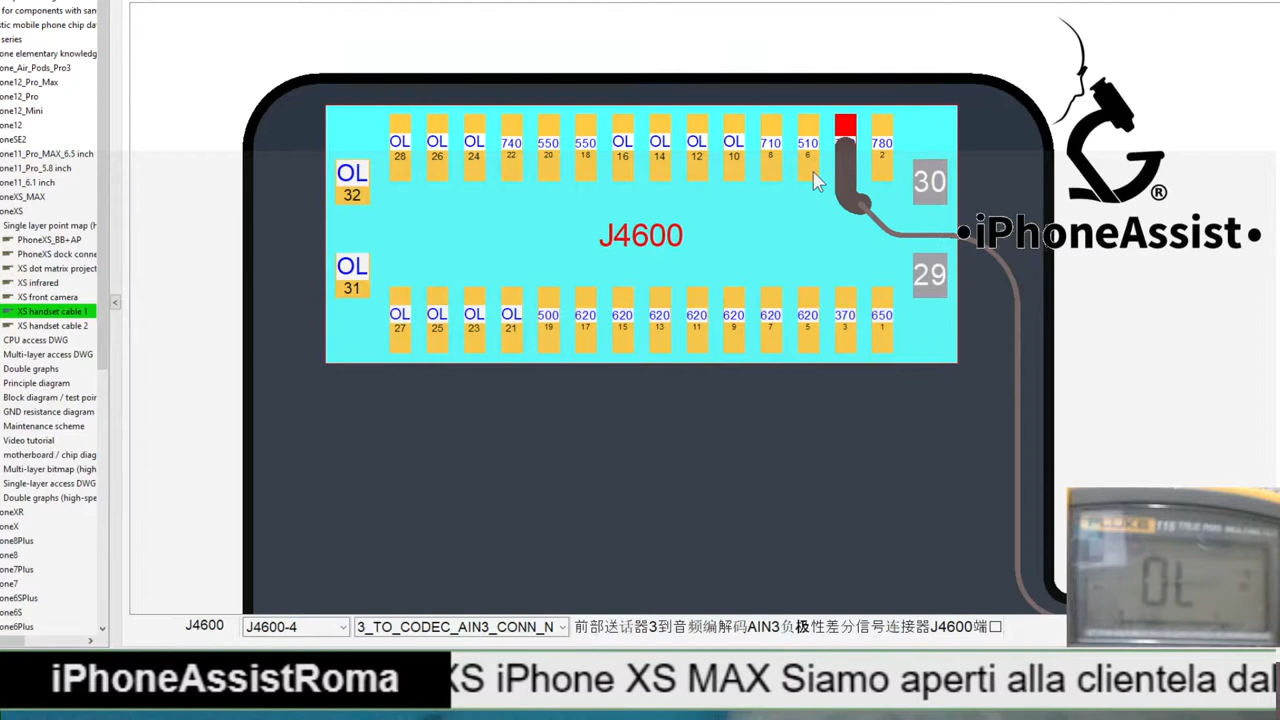 for components with san
stic mobile phone chip da
series
one elementary knowledg
one_Air_Pods_Pro3
one12_Pro_Max
one12_Pro
one12_Mini
one12
oneSE2
one11_Pro_MAX_6.5 inch
one11_Pro_5.8 inch
one11_6.1 inch
oneXS_MAX
oneXS
Single layer point map (h
PhoneXS_BB+AP
PhoneXS dock conne
XS dot matrix project
XS infrared
XS front camera
XS handset cable 1
XS handset cable 2
CPU access DWG
Multi-layer access DWG
Double graphs
Principle diagram
Block diagram / test poin
GND resistance diagram
Maintenance scheme
Video tutorial
motherboard / chip diag
Multi-layer bitmap (high
Single-layer access DWG
Double graphs (high-spe
oneXR
oneX
one8Plus
one8
one7Plus
one7
one6SPlus
one6S
one6Plus
<
OL OL OL 740 550 550 OL OL OL OL 710 510 780
28 26 24 22 20 18 16 14 12 10 8 6 2
OL
32
30
J4600
OL
31
29
OL OL OL OL 500 620 620 620 620 620 620 620 370 650
27 25 23 21 19 17 15 13 11 9 7 5 3 1
®
•iPhoneAssist•
FLUKE 115 TRUE RMS MULTIM
OL
J4600 J4600-4 3_TO_CODEC_AIN3_CONN_N 前部送话器3到音频编解码AIN3负极性差分信号连接器J4600端口
iPhoneAssistRoma XS iPhone XS MAX Siamo aperti alla clientela dal